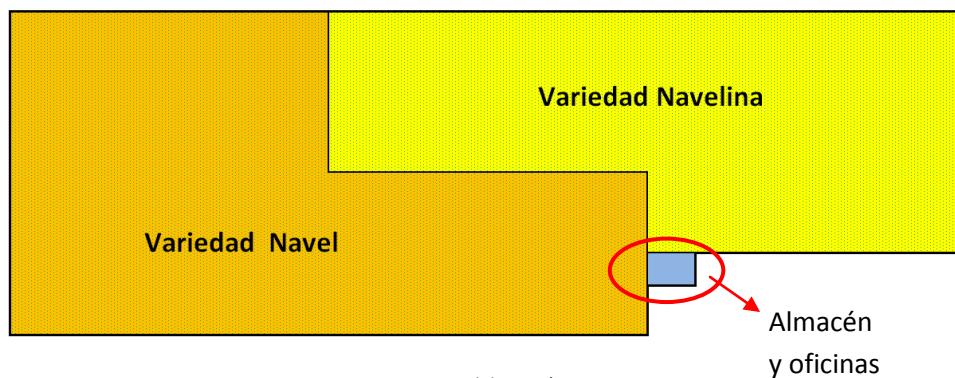 Variedad Navelina
Variedad Navel
Almacén
y oficinas